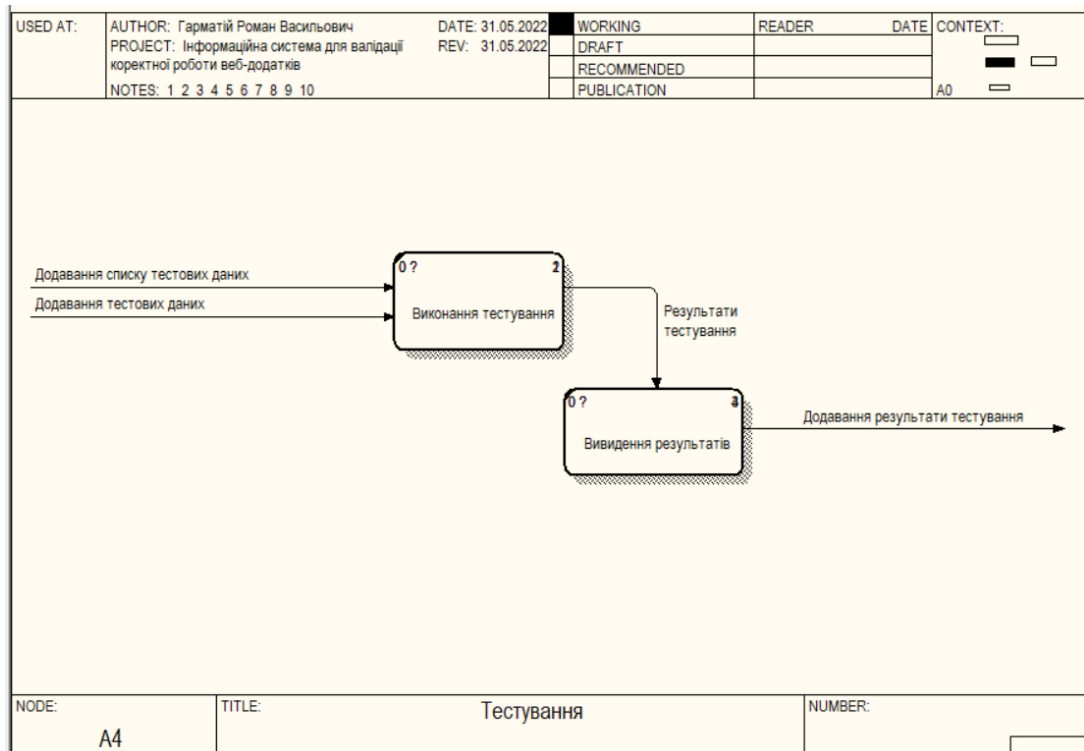 USED AT:
AUTHOR: Гарматій Роман Васильович
DATE: 31.05.2022
PROJECT: Інформаційна система для валідації
REV: 31.05.2022
коректної роботи веб-додатків
NOTES: 1 2 3 4 5 6 7 8 9 10
WORKING
DRAFT
RECOMMENDED
PUBLICATION
READER
DATE
CONTEXT:
A0
Додавання списку тестових даних
Додавання тестових даних
0 ?
Виконання тестування
Результати
тестування
0 ?
Вивидення результатів
Додавання результати тестування
NODE:
A4
TITLE:
Тестування
NUMBER: